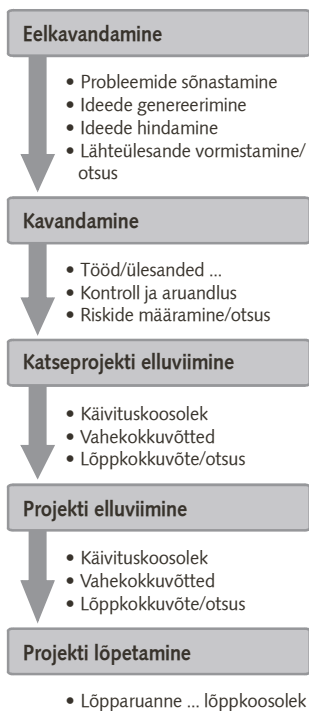 Eelkavandamine
• Probleemide sõnastamine
• Ideede genereerimine
• Ideede hindamine
• Lähteülesande vormistamine/
otsus
Kavandamine
• Tööd/ülesanded ...
• Kontroll ja aruandlus
• Riskide määramine/otsus
Katseprojekti elluviimine
• Käivituskoosolek
• Vahekokkuvõtted
• Lõppkokkuvõte/otsus
Projekti elluviimine
• Käivituskoosolek
• Vahekokkuvõtted
• Lõppkokkuvõte/otsus
Projekti lõpetamine
• Lõpparuanne ... lõppkoosolek